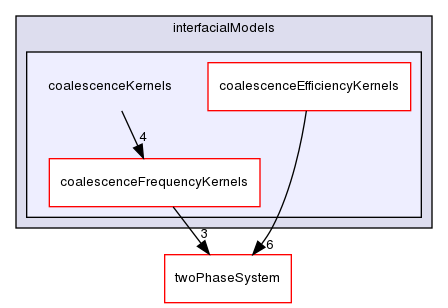 interfacialModels
coalescenceKernels
coalescenceEfficiencyKernels
4
coalescenceFrequencyKernels
3
6
twoPhaseSystem